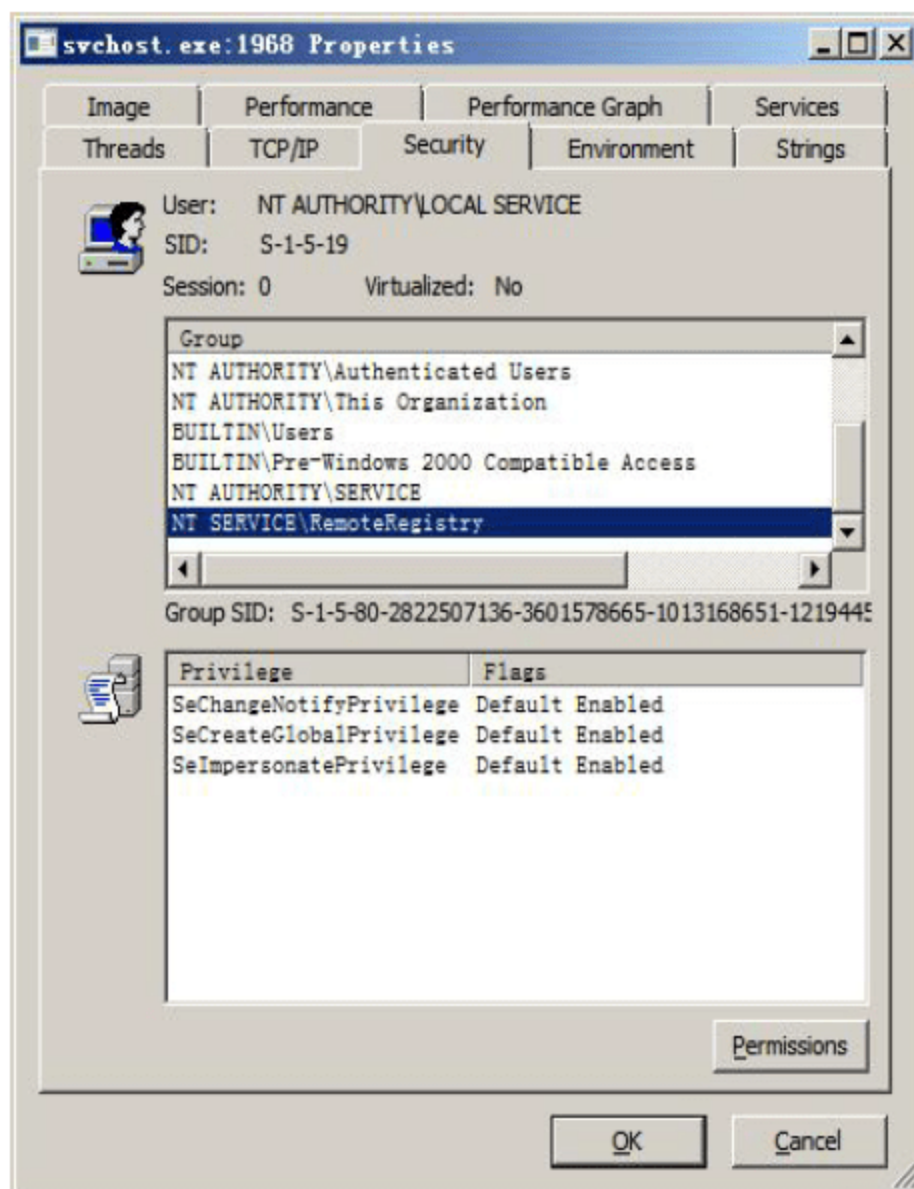 svchost.exe:1968 Properties
Image Performance Performance Graph Services
Threads TCP/IP Security Environment Strings
User: NT AUTHORITY\LOCAL SERVICE
SID: S-1-5-19
Session: 0 Virtualized: No
Group
NT AUTHORITY\Authenticated Users
NT AUTHORITY\This Organization
BUILTIN\Users
BUILTIN\Pre-Windows 2000 Compatible Access
NT AUTHORITY\SERVICE
NT SERVICE\RemoteRegistry
Group SID: S-1-5-80-2822507136-3601578665-1013168651-1219445
Privilege Flags
SeChangeNotifyPrivilege Default Enabled
SeCreateGlobalPrivilege Default Enabled
SeImpersonatePrivilege Default Enabled
Permissions
OK Cancel